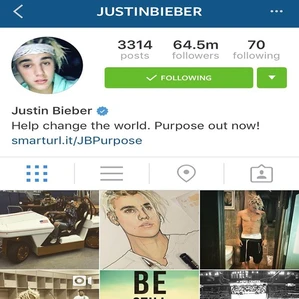 JUSTINBIEBER
3314 64.5m 70
posts followers following
FOLLOWING
Justin Bieber
Help change the world. Purpose out now!
smarturl.it/JBPurpose
BE
STILL